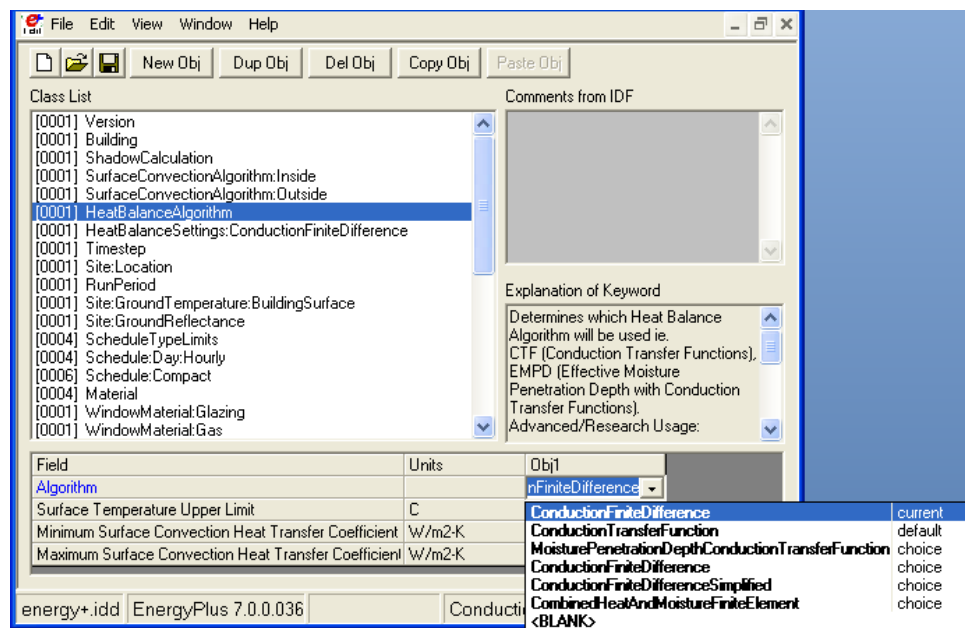 File Edit View Window Help
New Obj Dup Obj Del Obj Copy Obj Paste Obj
Class List
[0001] Version
[0001] Building
[0001] ShadowCalculation
[0001] SurfaceConvectionAlgorithm:Inside
[0001] SurfaceConvectionAlgorithm:Outside
[0001] HeatBalanceAlgorithm
[0001] HeatBalanceSettings:ConductionFiniteDifference
[0001] Timestep
[0001] Site:Location
[0001] RunPeriod
[0001] Site:GroundTemperature:BuildingSurface
[0001] Site:GroundReflectance
[0004] ScheduleTypeLimits
[0004] Schedule:Day:Hourly
[0006] Schedule:Compact
[0004] Material
[0001] WindowMaterial:Glazing
[0001] WindowMaterial:Gas
Comments from IDF
Explanation of Keyword
Determines which Heat Balance
Algorithm will be used ie.
CTF (Conduction Transfer Functions),
EMPD (Effective Moisture
Penetration Depth with Conduction
Transfer Functions).
Advanced/Research Usage:
Field Units Obj1
Algorithm nFiniteDifference
Surface Temperature Upper Limit C
Minimum Surface Convection Heat Transfer Coefficient W/m2-K
Maximum Surface Convection Heat Transfer Coefficient W/m2-K
ConductionFiniteDifference current
ConductionTransferFunction default
MoisturePenetrationDepthConductionTransferFunction choice
ConductionFiniteDifference choice
ConductionFiniteDifferenceSimplified choice
CombinedHeatAndMoistureFiniteElement choice
<BLANK>
energy+.idd EnergyPlus 7.0.0.036 Conducti